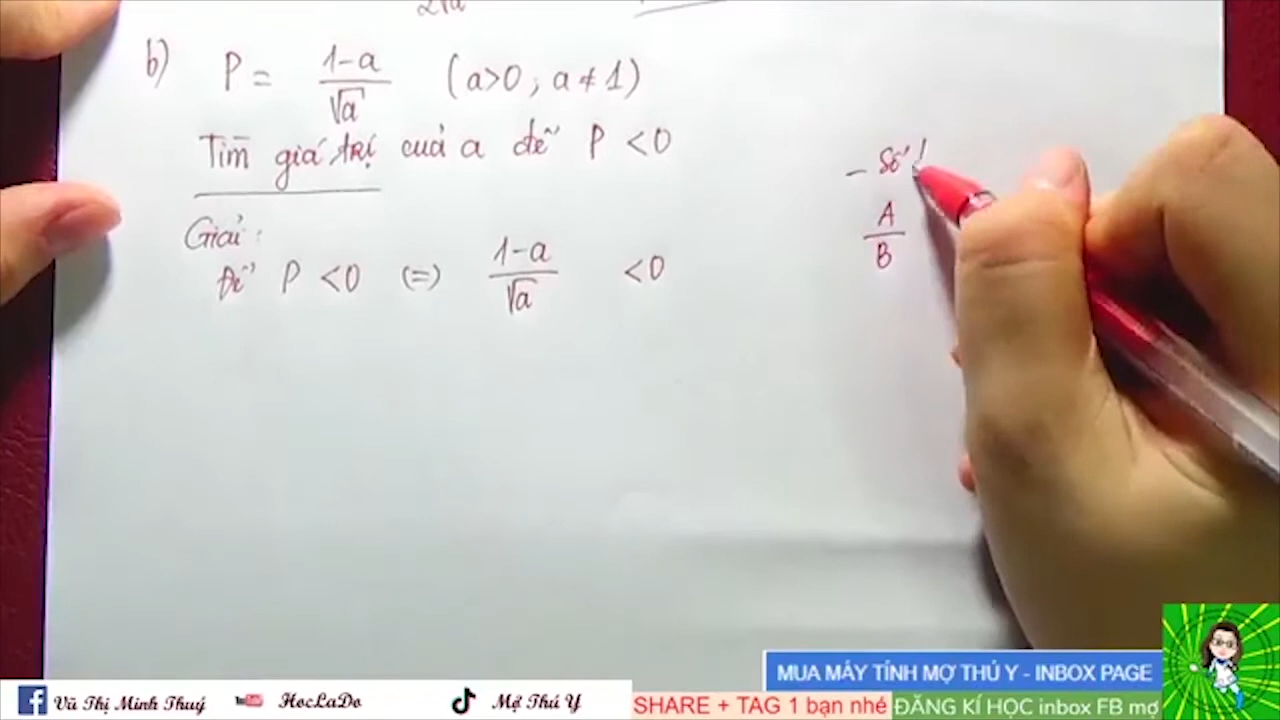 b) P = 1-a / √a (a>0, a≠1)
Tìm giá trị của a để P <0
Giải:
Để P <0 (=) 1-a / √a <0
- Số
A / B
MUA MÁY TÍNH MỢ THỦ Y - INBOX PAGE
Vũ Thị Minh Thuý HocLaDo Mợ Thú Y SHARE + TAG 1 bạn nhé ĐĂNG KÍ HỌC inbox FB mợ